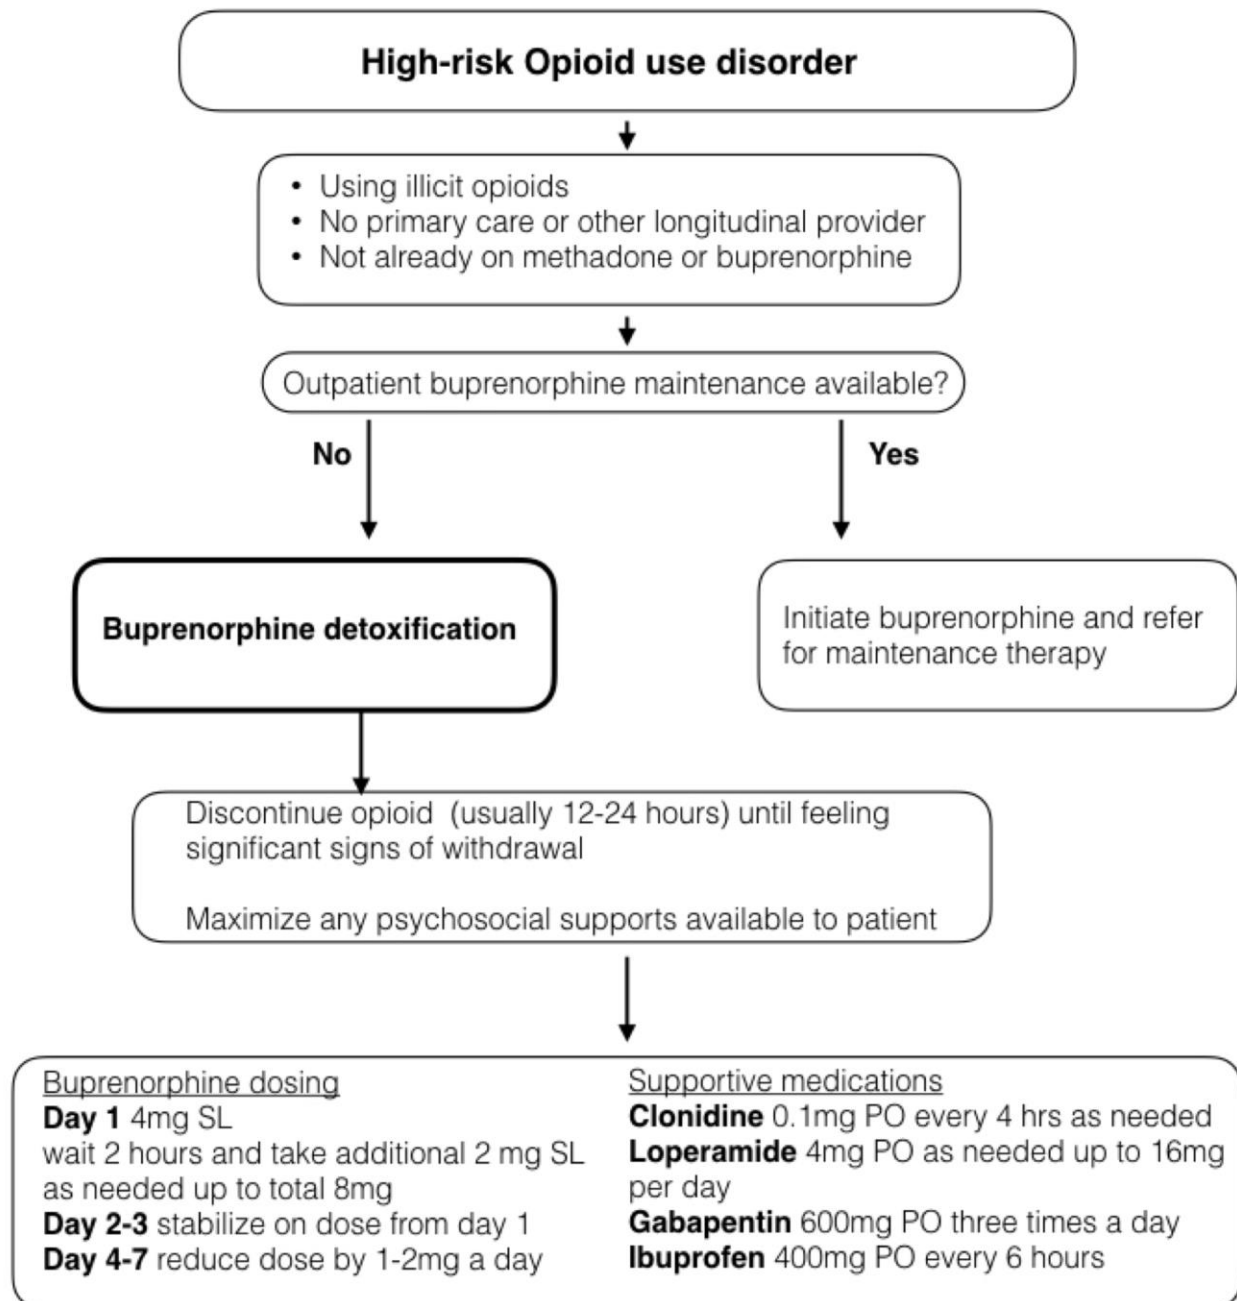 High-risk Opioid use disorder
• Using illicit opioids
• No primary care or other longitudinal provider
• Not already on methadone or buprenorphine
Outpatient buprenorphine maintenance available?
No
Yes
Buprenorphine detoxification
Initiate buprenorphine and refer
for maintenance therapy
Discontinue opioid (usually 12-24 hours) until feeling
significant signs of withdrawal
Maximize any psychosocial supports available to patient
Buprenorphine dosing
Day 1 4mg SL
wait 2 hours and take additional 2 mg SL
as needed up to total 8mg
Day 2-3 stabilize on dose from day 1
Day 4-7 reduce dose by 1-2mg a day
Supportive medications
Clonidine 0.1mg PO every 4 hrs as needed
Loperamide 4mg PO as needed up to 16mg
per day
Gabapentin 600mg PO three times a day
Ibuprofen 400mg PO every 6 hours